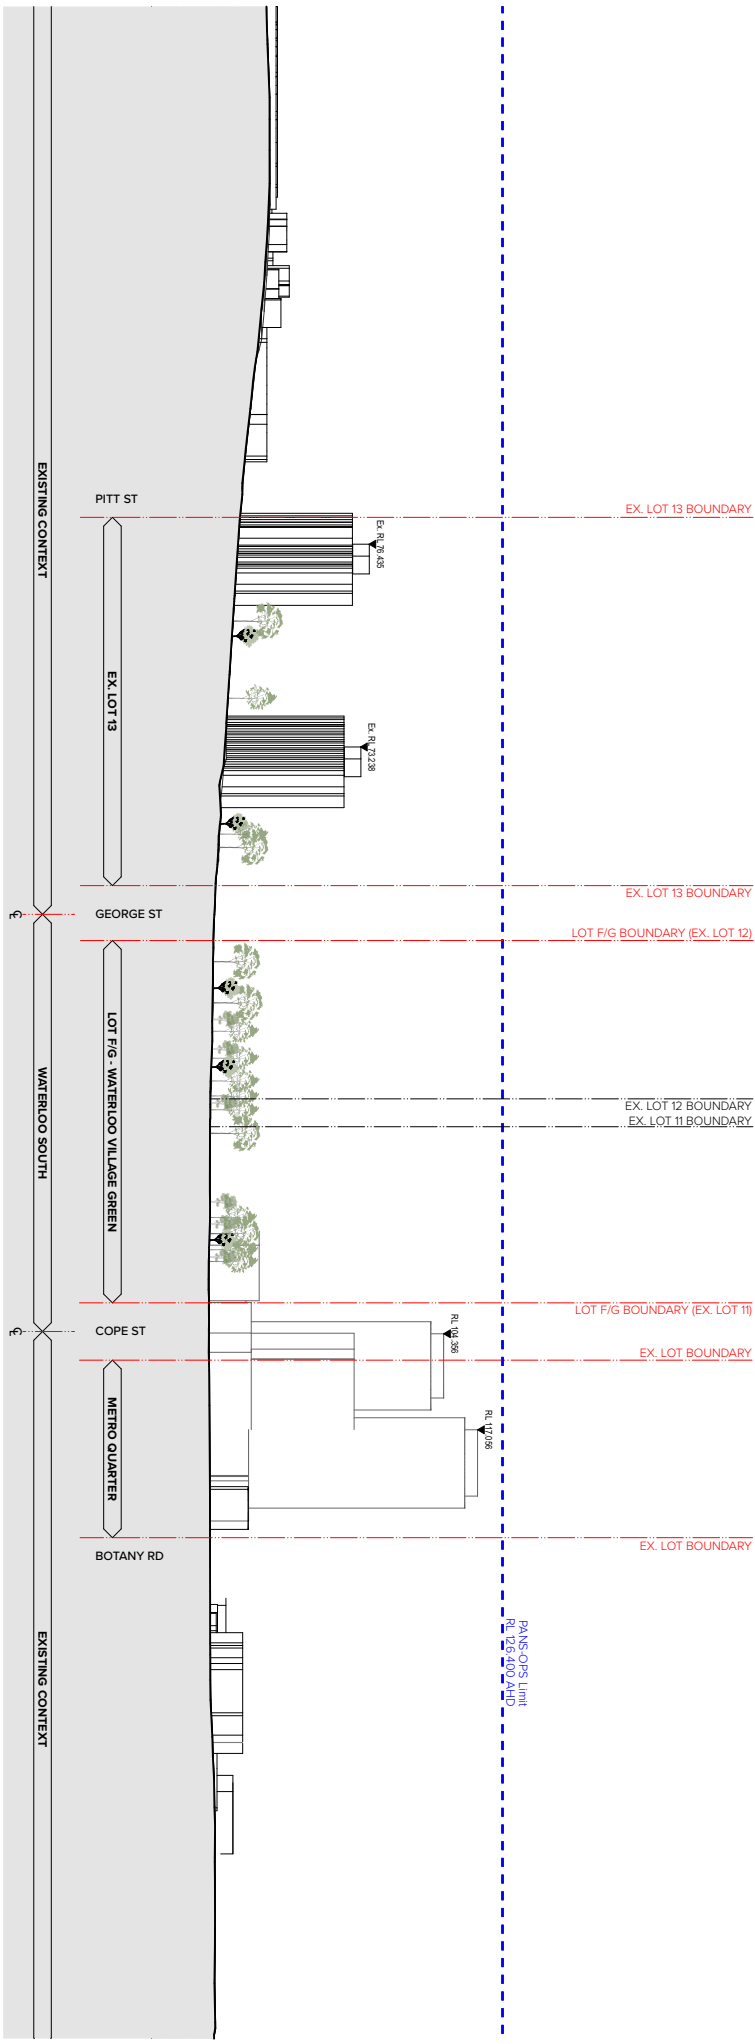 EXISTING CONTEXT
PITT ST
EX. LOT 13 BOUNDARY
Ex. RL 76.435
EX. LOT 13
Ex. RL 73.238
EX. LOT 13 BOUNDARY
GEORGE ST
LOT F/G BOUNDARY (EX. LOT 12)
LOT F/G - WATERLOO VILLAGE GREEN
WATERLOO SOUTH
EX. LOT 12 BOUNDARY
EX. LOT 11 BOUNDARY
LOT F/G BOUNDARY (EX. LOT 11)
COPE ST
RL 104.356
EX. LOT BOUNDARY
METRO QUARTER
RL 117.056
EX. LOT BOUNDARY
BOTANY RD
EXISTING CONTEXT
PANS-OPS Limit
RL 126.400 AHD